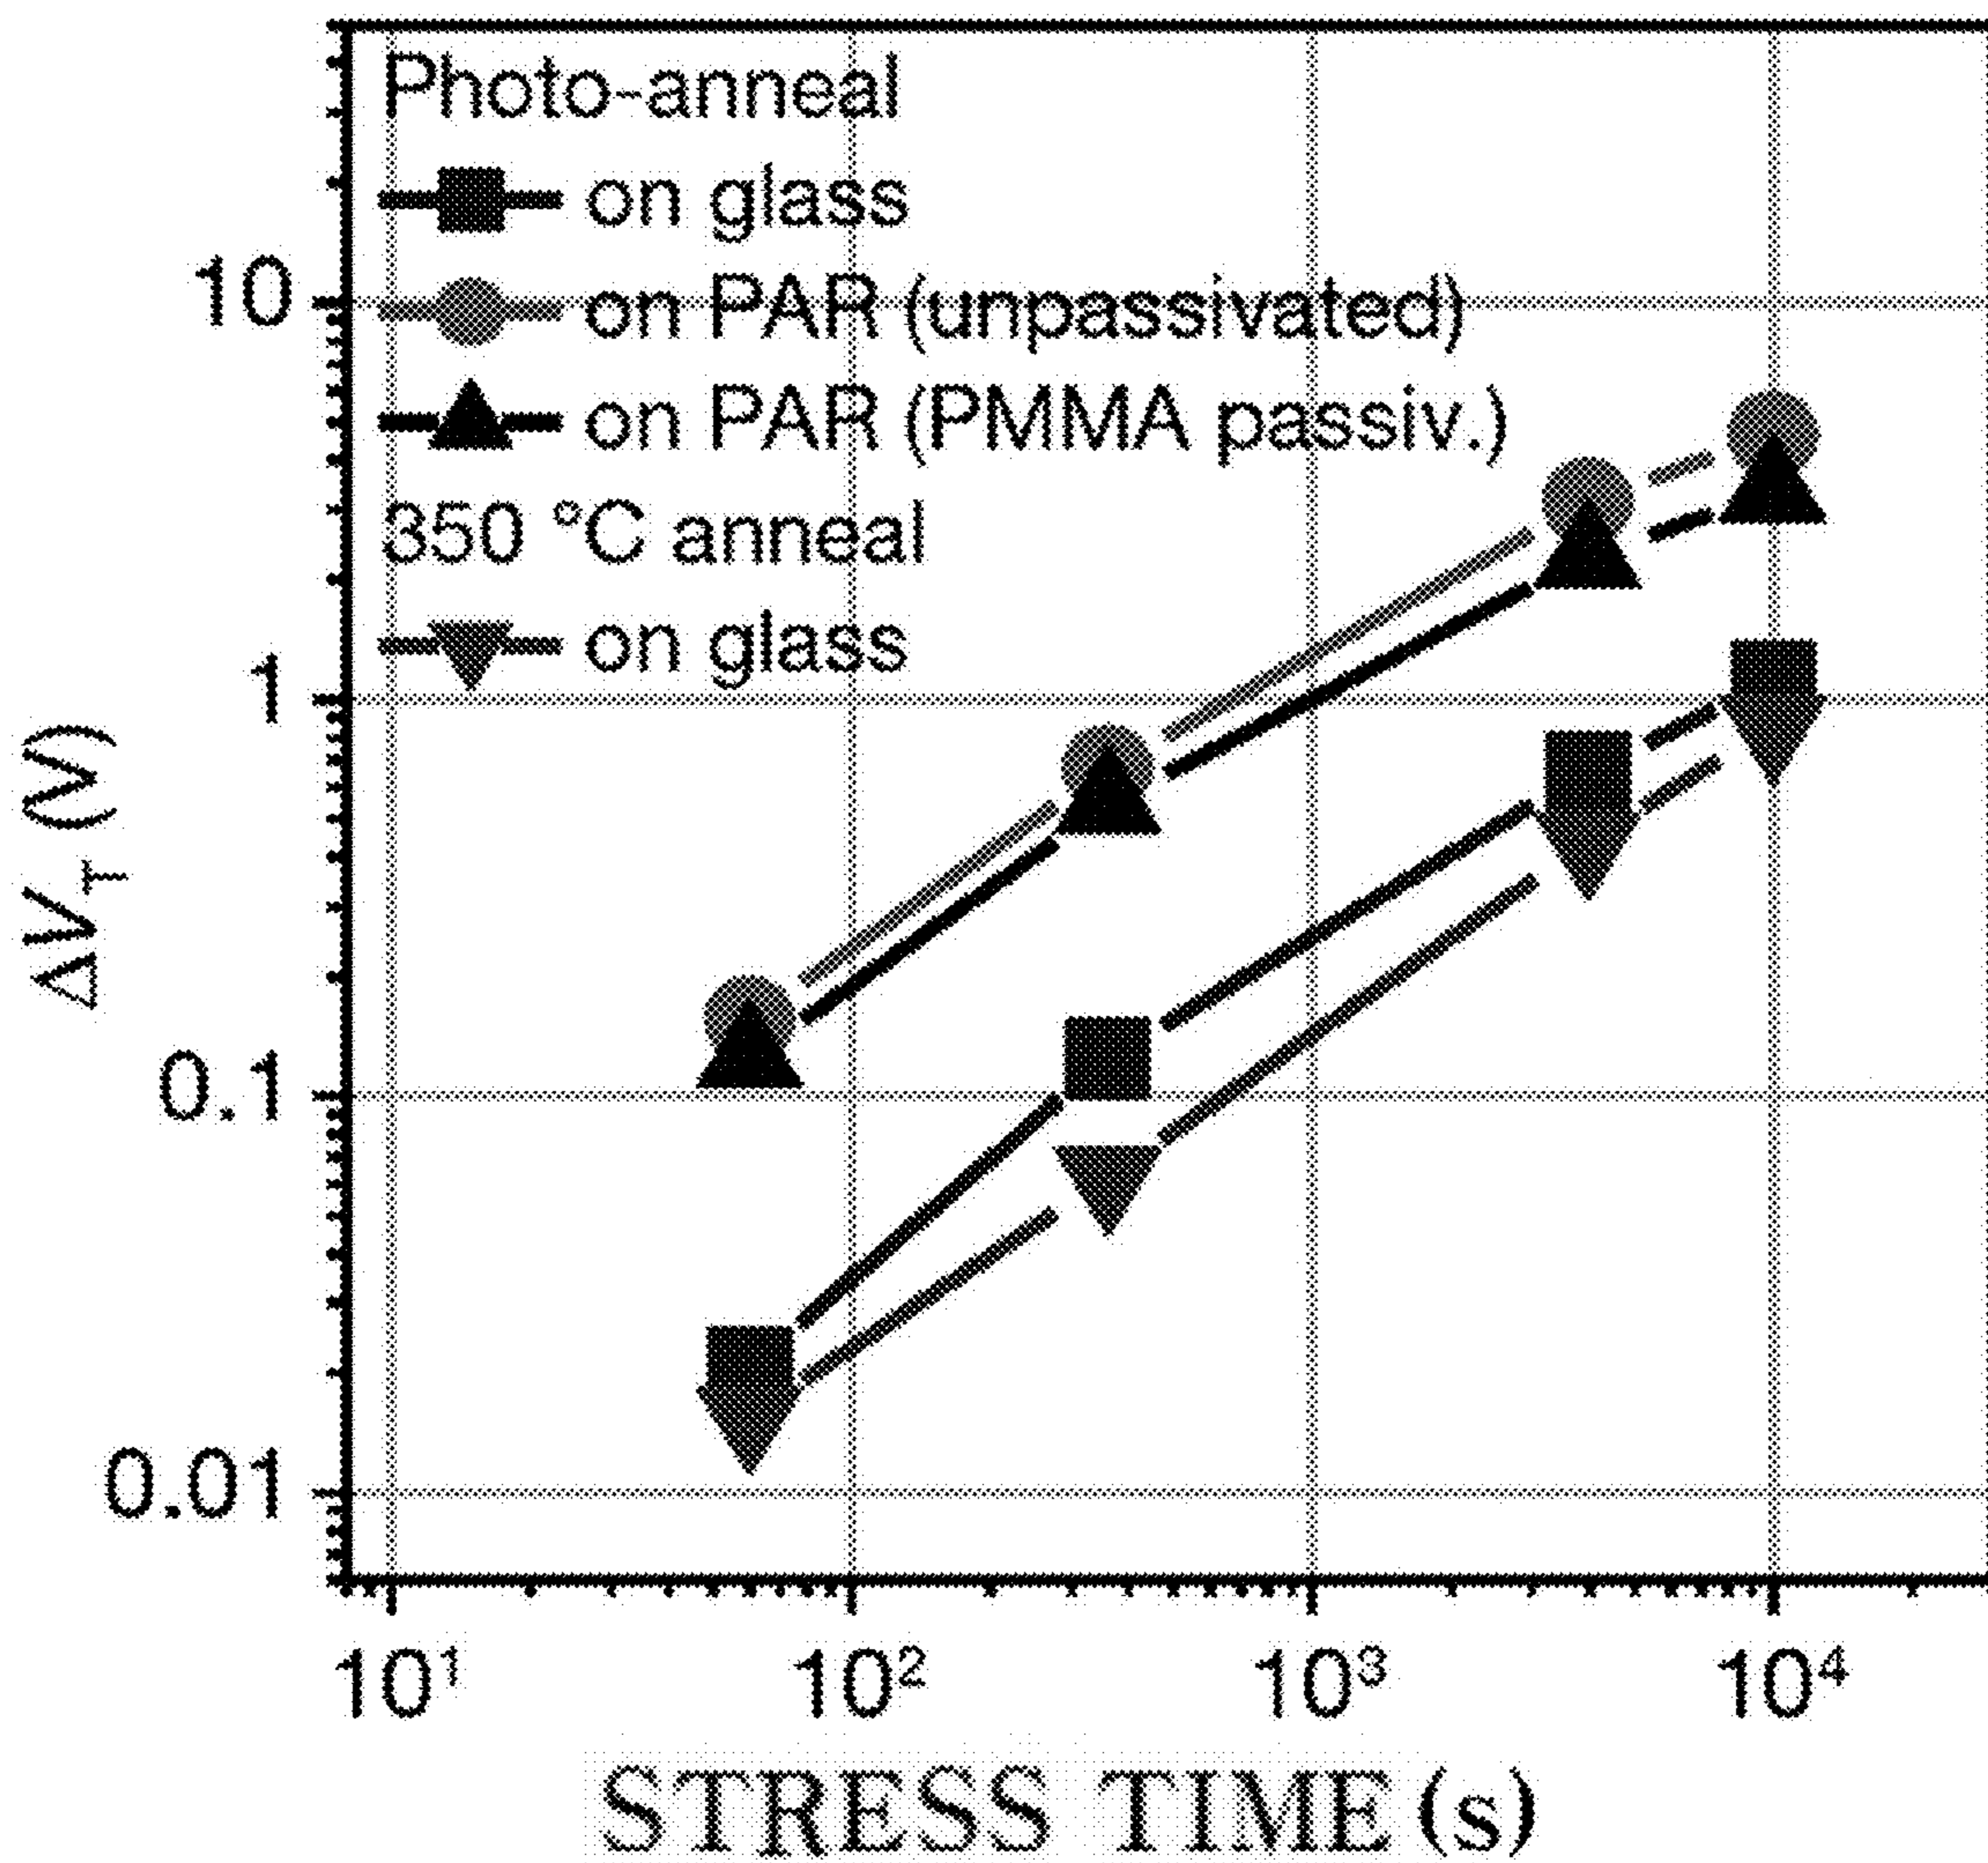 Photo-anneal
on glass
on PAR (unpassivated)
on PAR (PMMA passiv.)
350 °C anneal
on glass
10
1
0.1
0.01
ΔV_T (V)
10¹ 10² 10³ 10⁴
STRESS TIME (s)